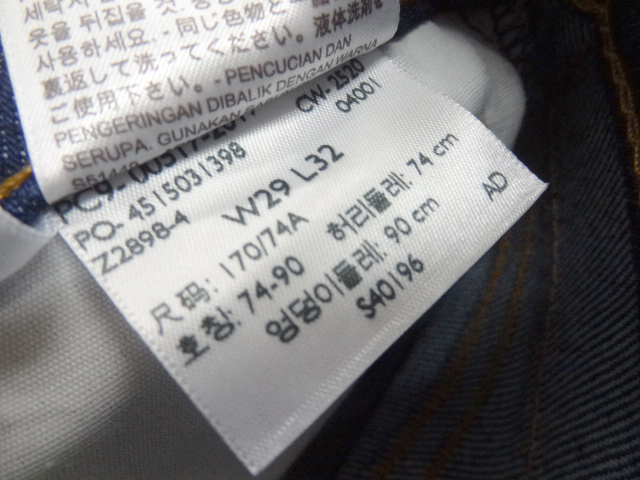 세탁
옷을 뒤집을 것.
사용하세요. - 同じ色物と
裏返して洗ってください。液体洗剤を
ご使用下さい。- PENCUCIAN DAN
PENGERINGAN DIBALIK DENGAN WARNA
SERUPA. GUNAKAN
CW-2520
04001
PC9-00317-
PO- 4515031398
Z2898-4
W29 L32
尺码: 170/74A
호칭: 74-90 허리둘레: 74 cm
엉덩이둘레: 90 cm
S40196
AD